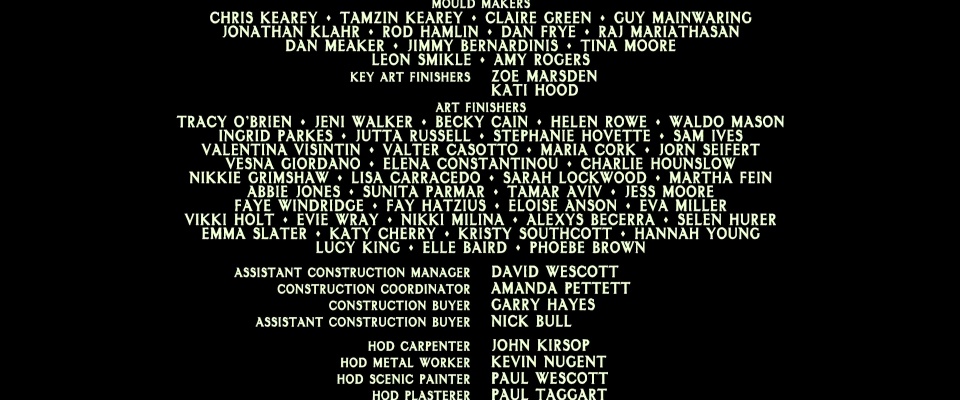 MOULD MAKERS
CHRIS KEAREY • TAMZIN KEAREY • CLAIRE GREEN • GUY MAINWARING
JONATHAN KLAHR • ROD HAMLIN • DAN FRYE • RAJ MARIATHASAN
DAN MEAKER • JIMMY BERNARDINIS • TINA MOORE
LEON SMIKLE • AMY ROGERS
KEY ART FINISHERS ZOE MARSDEN
KATI HOOD
ART FINISHERS
TRACY O'BRIEN • JENI WALKER • BECKY CAIN • HELEN ROWE • WALDO MASON
INGRID PARKES • JUTTA RUSSELL • STEPHANIE HOVETTE • SAM IVES
VALENTINA VISINTIN • VALTER CASOTTO • MARIA CORK • JORN SEIFERT
VESNA GIORDANO • ELENA CONSTANTINOU • CHARLIE HOUNSLOW
NIKKIE GRIMSHAW • LISA CARRACEDO • SARAH LOCKWOOD • MARTHA FEIN
ABBIE JONES • SUNITA PARMAR • TAMAR AVIV • JESS MOORE
FAYE WINDRIDGE • FAY HATZIUS • ELOISE ANSON • EVA MILLER
VIKKI HOLT • EVIE WRAY • NIKKI MILINA • ALEXYS BECERRA • SELEN HURER
EMMA SLATER • KATY CHERRY • KRISTY SOUTHCOTT • HANNAH YOUNG
LUCY KING • ELLE BAIRD • PHOEBE BROWN
ASSISTANT CONSTRUCTION MANAGER DAVID WESCOTT
CONSTRUCTION COORDINATOR AMANDA PETTETT
CONSTRUCTION BUYER GARRY HAYES
ASSISTANT CONSTRUCTION BUYER NICK BULL
HOD CARPENTER JOHN KIRSOP
HOD METAL WORKER KEVIN NUGENT
HOD SCENIC PAINTER PAUL WESCOTT
HOD PLASTERER PAUL TAGGART